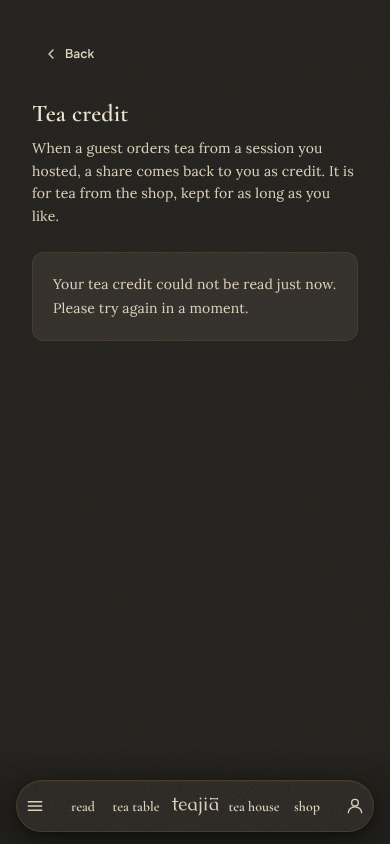 Back
Tea credit
When a guest orders tea from a session you
hosted, a share comes back to you as credit. It is
for tea from the shop, kept for as long as you
like.
Your tea credit could not be read just now.
Please try again in a moment.
read tea table teajiā tea house shop